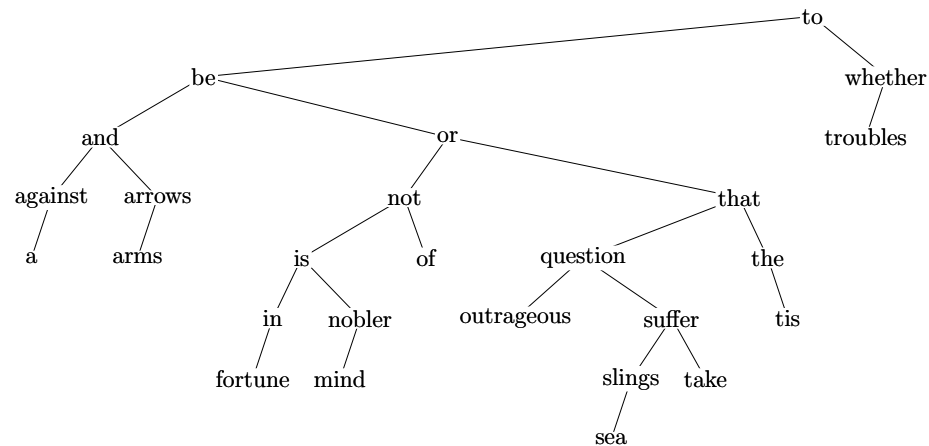 to
be whether
and or troubles
against arrows not that
a arms is of question the
in nobler outrageous suffer tis
fortune mind slings take
sea